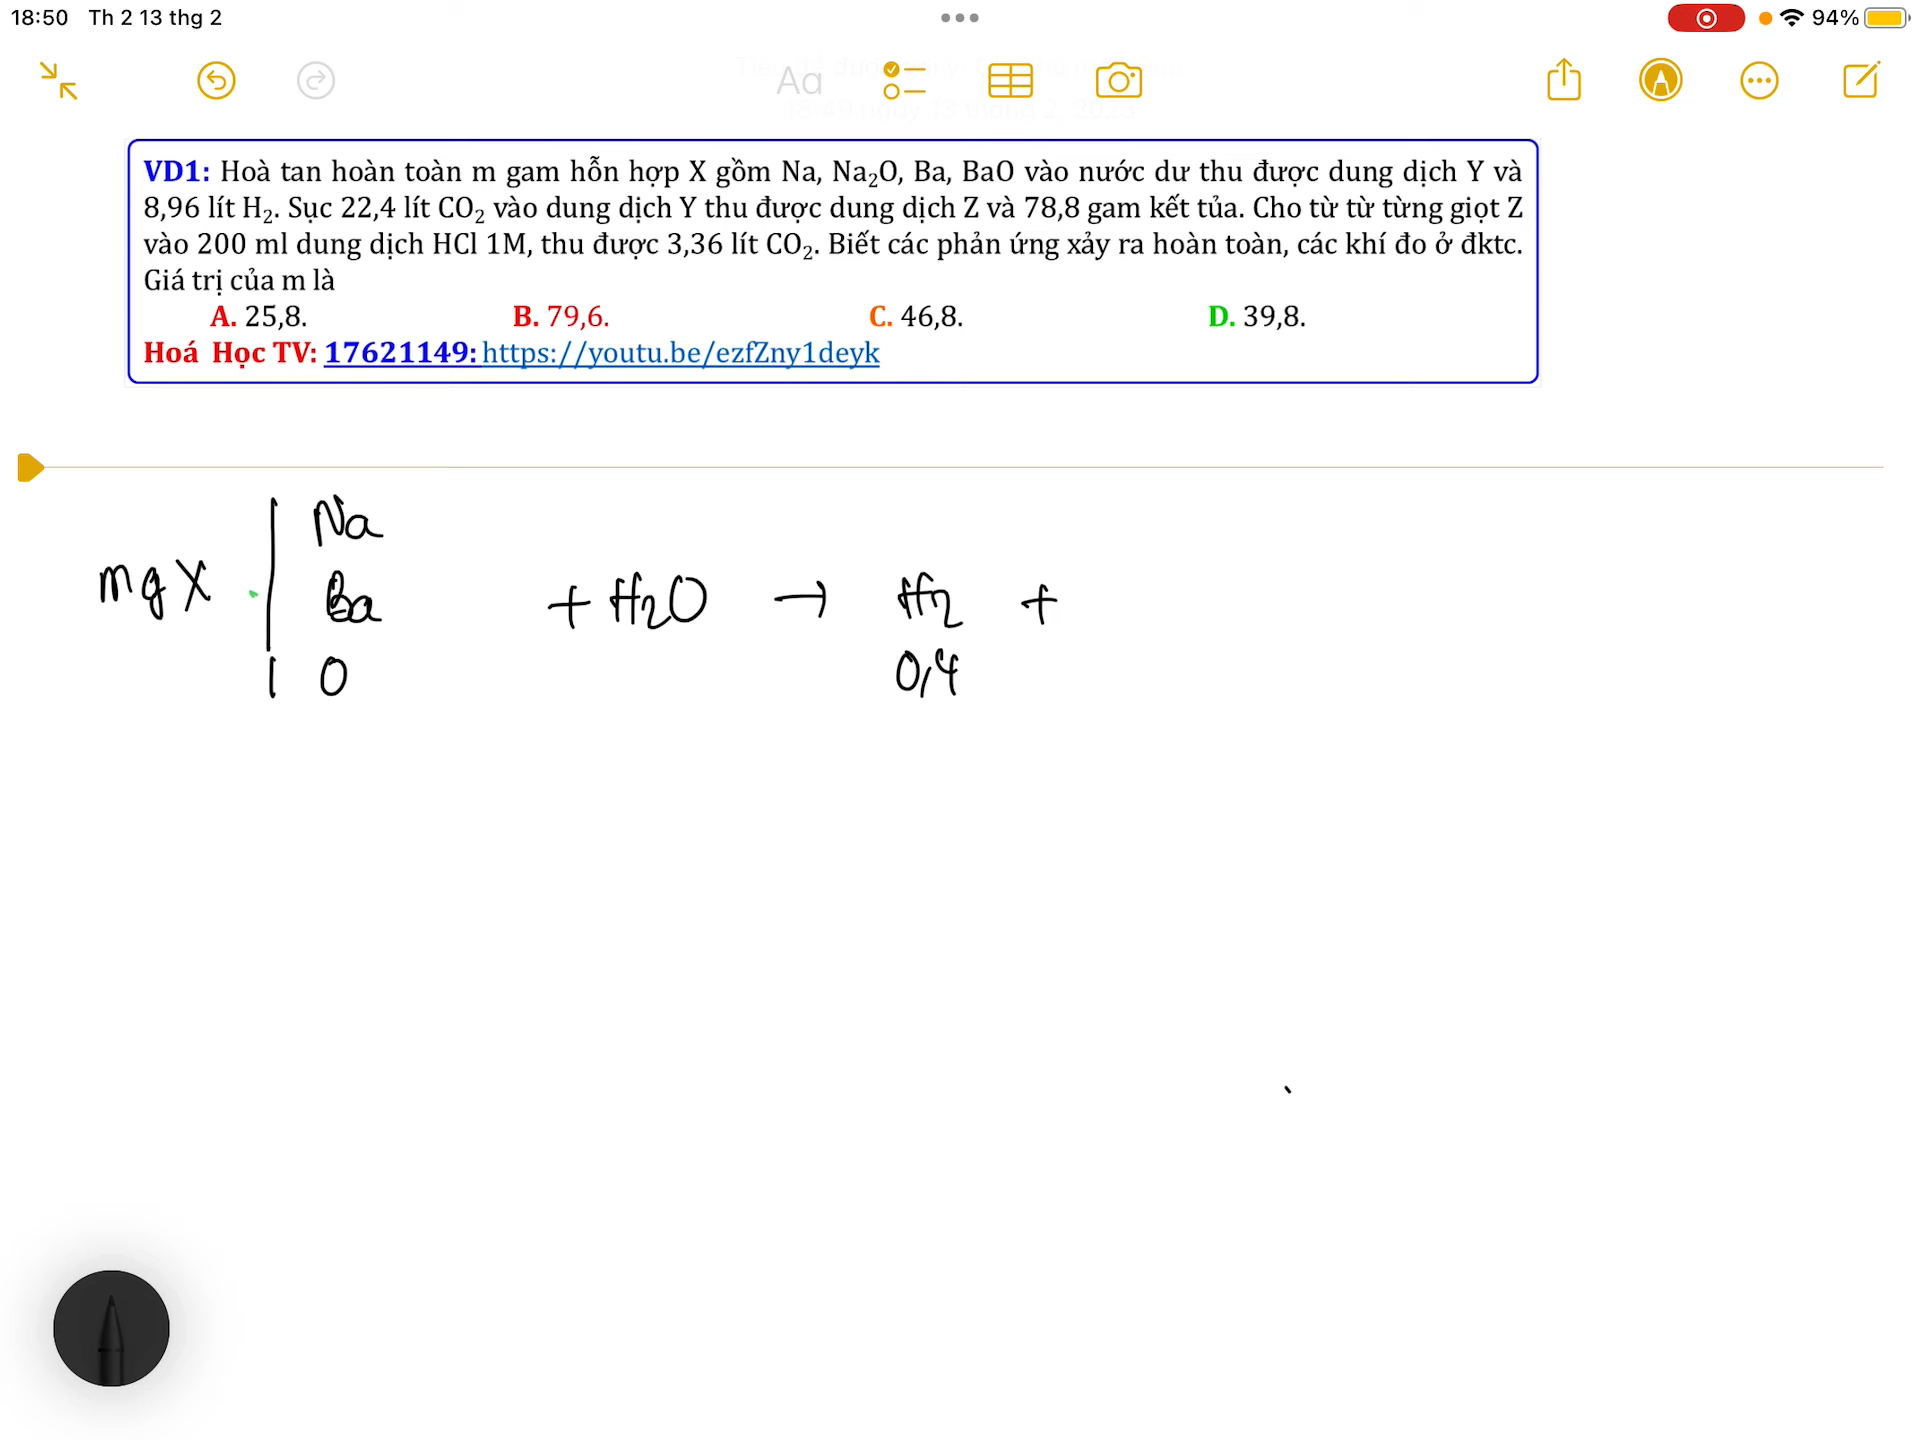 18:50 Th 2 13 thg 2 94%
Aa
VD1: Hoà tan hoàn toàn m gam hỗn hợp X gồm Na, Na₂O, Ba, BaO vào nước dư thu được dung dịch Y và
8,96 lít H₂. Sục 22,4 lít CO₂ vào dung dịch Y thu được dung dịch Z và 78,8 gam kết tủa. Cho từ từ từng giọt Z
vào 200 ml dung dịch HCl 1M, thu được 3,36 lít CO₂. Biết các phản ứng xảy ra hoàn toàn, các khí đo ở đktc.
Giá trị của m là
A. 25,8. B. 79,6. C. 46,8. D. 39,8.
Hoá Học TV: 17621149: https://youtu.be/ezfZny1deyk
Na
mg X Ba + H₂O → H₂ +
O 0,4